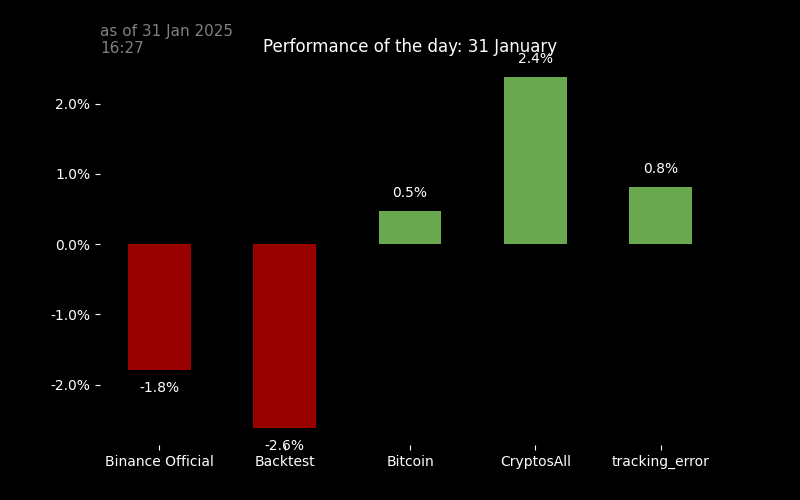 as of 31 Jan 2025
16:27
Performance of the day: 31 January
2.4%
2.0%
1.0%
0.8%
0.5%
0.0%
-1.0%
-2.0%
-1.8%
-2.6%
Binance Official
Backtest
Bitcoin
CryptosAll
tracking_error